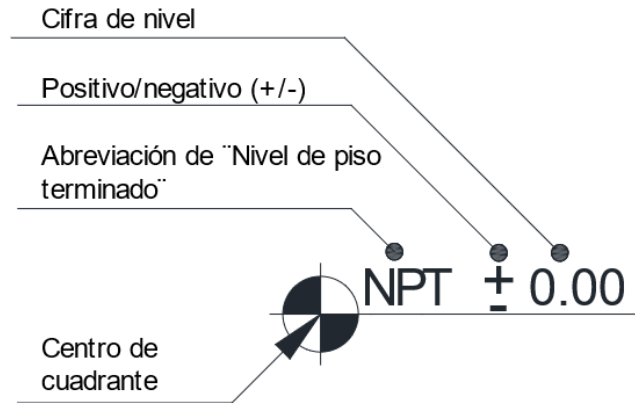 Cifra de nivel
Positivo/negativo (+/-)
Abreviación de ¨Nivel de piso
terminado¨
NPT ± 0.00
Centro de
cuadrante